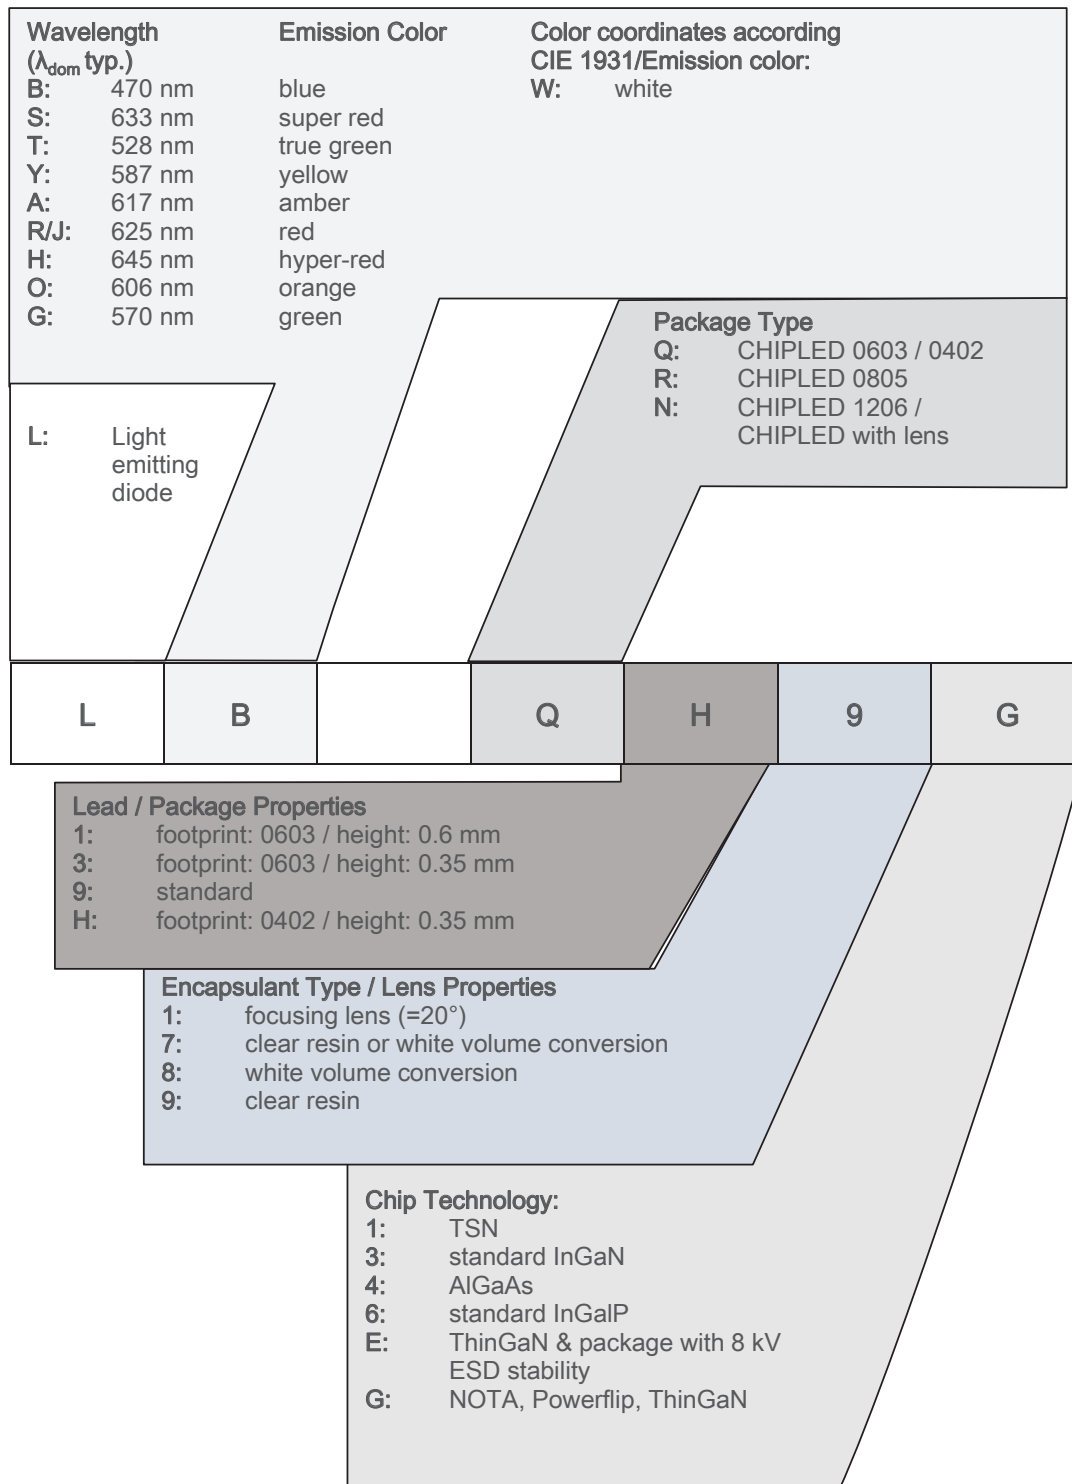 Wavelength Emission Color Color coordinates according
(λdom typ.) CIE 1931/Emission color:
B: 470 nm blue W: white
S: 633 nm super red
T: 528 nm true green
Y: 587 nm yellow
A: 617 nm amber
R/J: 625 nm red
H: 645 nm hyper-red
O: 606 nm orange
G: 570 nm green
Package Type
Q: CHIPLED 0603 / 0402
R: CHIPLED 0805
N: CHIPLED 1206 /
CHIPLED with lens
L: Light
emitting
diode
L B Q H 9 G
Lead / Package Properties
1: footprint: 0603 / height: 0.6 mm
3: footprint: 0603 / height: 0.35 mm
9: standard
H: footprint: 0402 / height: 0.35 mm
Encapsulant Type / Lens Properties
1: focusing lens (=20°)
7: clear resin or white volume conversion
8: white volume conversion
9: clear resin
Chip Technology:
1: TSN
3: standard InGaN
4: AlGaAs
6: standard InGalP
E: ThinGaN & package with 8 kV
ESD stability
G: NOTA, Powerflip, ThinGaN